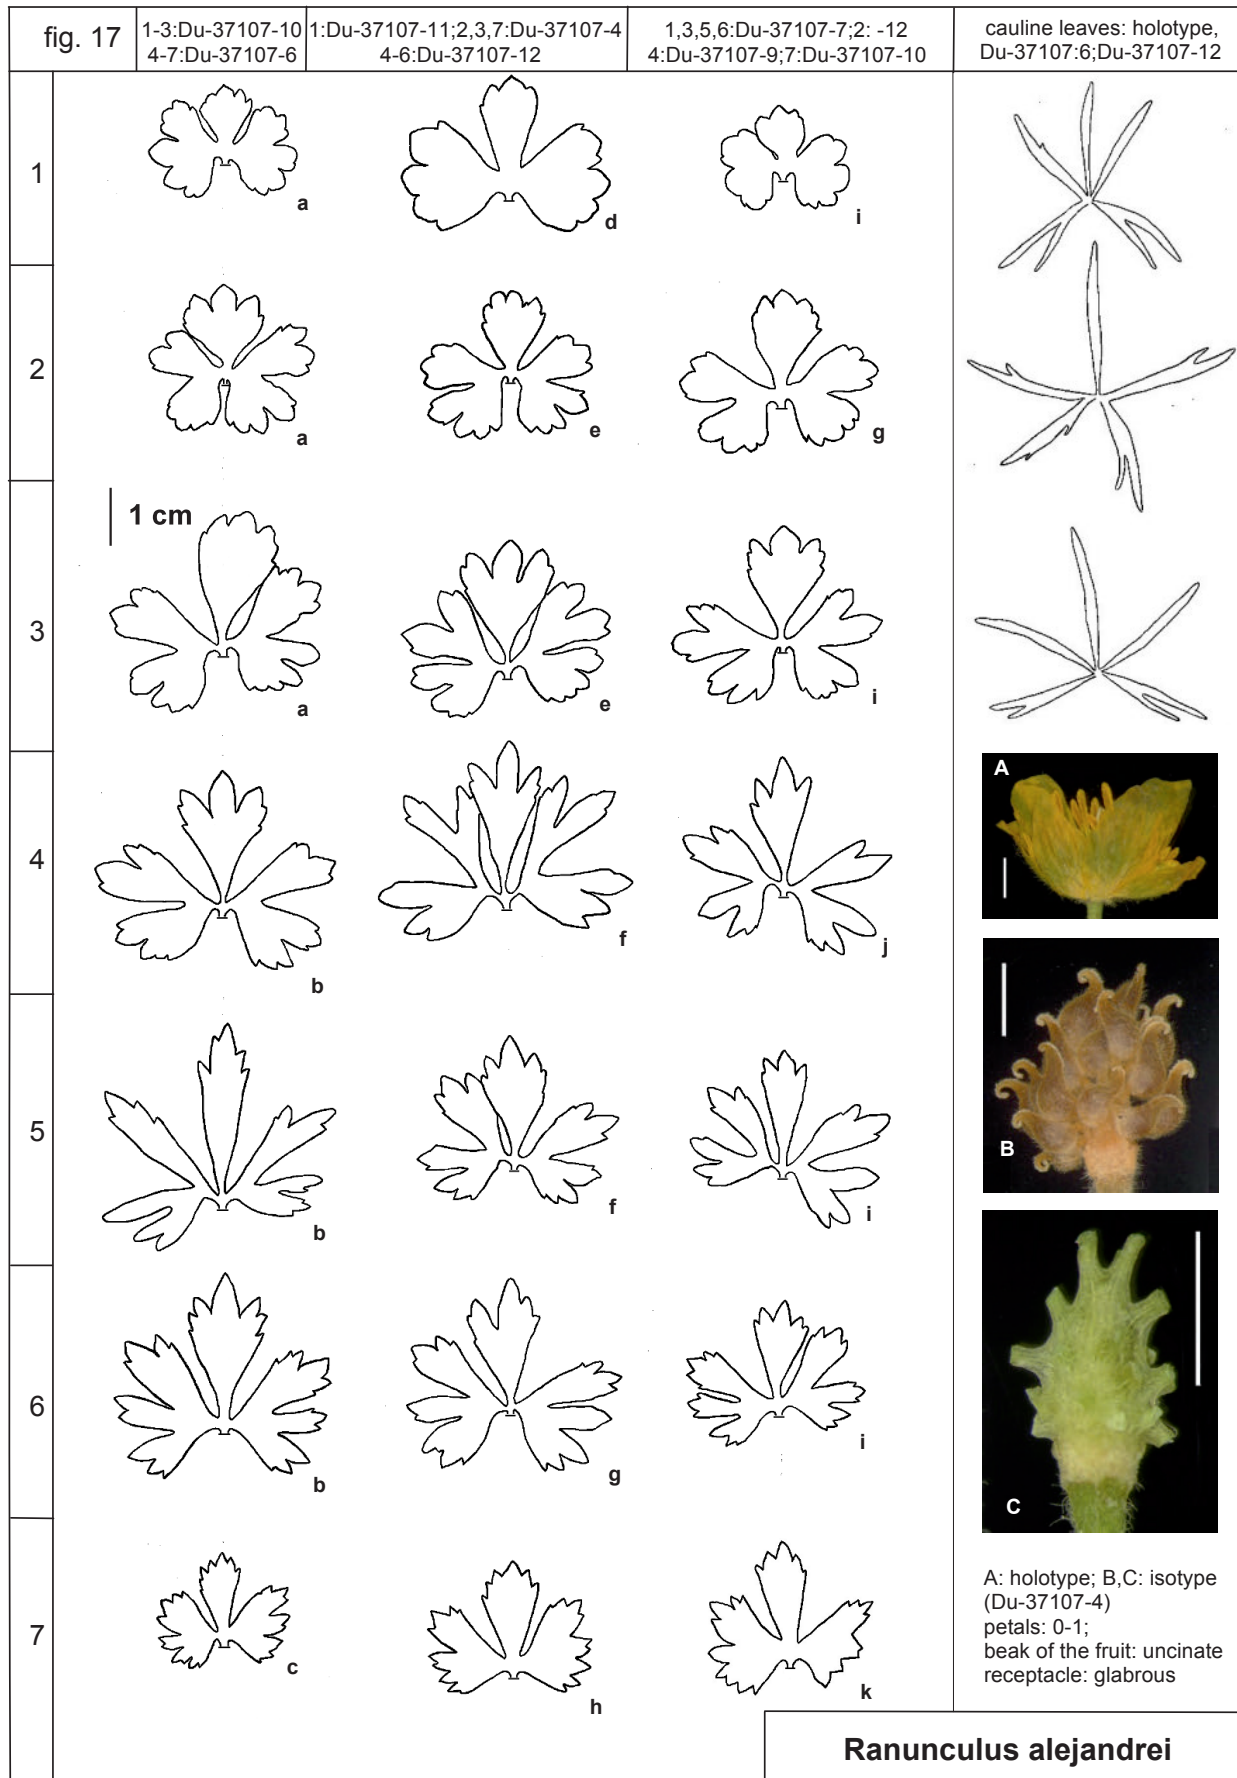 fig. 17
1-3:Du-37107-10
4-7:Du-37107-6
1:Du-37107-11;2,3,7:Du-37107-4
4-6:Du-37107-12
1,3,5,6:Du-37107-7;2: -12
4:Du-37107-9;7:Du-37107-10
cauline leaves: holotype,
Du-37107:6;Du-37107-12
1
a
d
i
2
a
e
g
1 cm
3
a
e
i
4
b
f
j
A
5
b
f
i
B
6
b
g
i
C
7
c
h
k
A: holotype; B,C: isotype
(Du-37107-4)
petals: 0-1;
beak of the fruit: uncinate
receptacle: glabrous
Ranunculus alejandrei